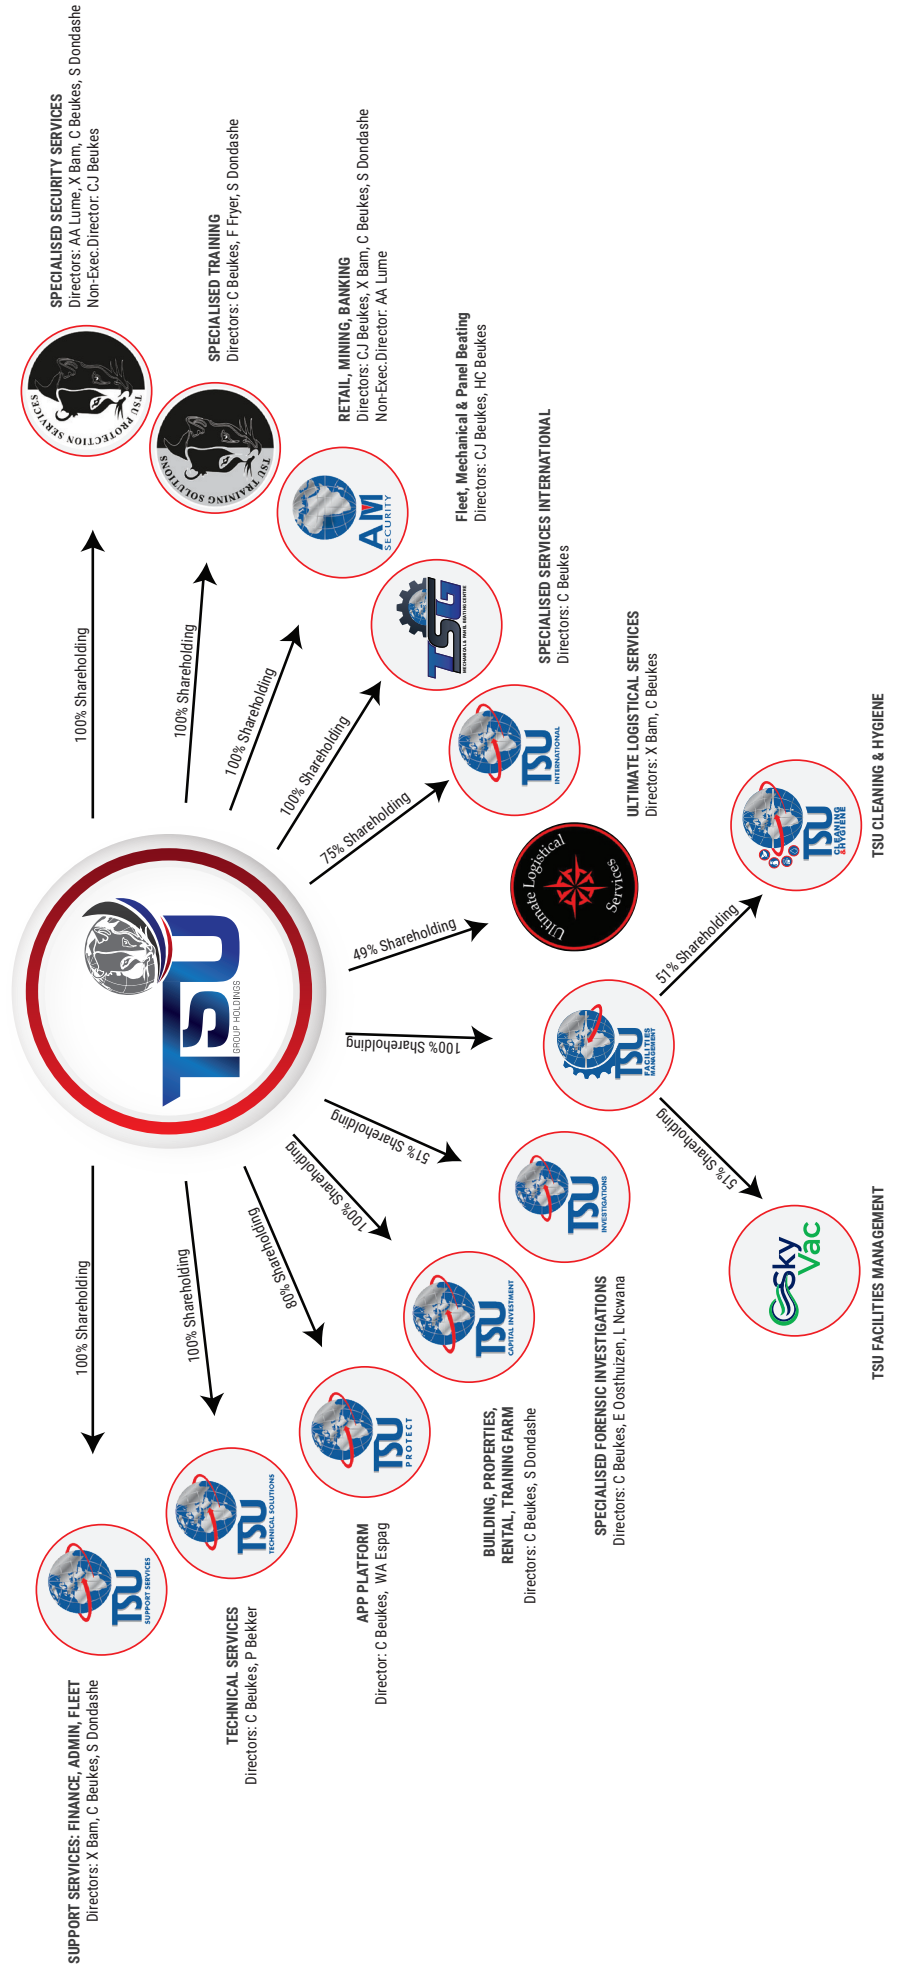 TSU
GROUP HOLDINGS
100% Shareholding
TSU
SUPPORT SERVICES
SUPPORT SERVICES: FINANCE, ADMIN, FLEET
Directors: X Bam, C Beukes, S Dondashe
100% Shareholding
TSU
TECHNICAL SOLUTIONS
TECHNICAL SERVICES
Directors: C Beukes, P Bekker
80% Shareholding
TSU
PROTECT
APP PLATFORM
Director: C Beukes, WA Espag
100% Shareholding
TSU
CAPITAL INVESTMENT
BUILDING, PROPERTIES,
RENTAL, TRAINING FARM
Directors: C Beukes, S Dondashe
51% Shareholding
TSU
INVESTIGATIONS
SPECIALISED FORENSIC INVESTIGATIONS
Directors: C Beukes, E Oosthuizen, L Ncwana
100% Shareholding
TSU
FACILITIES
MANAGEMENT
51% Shareholding
Sky
Vac
TSU FACILITIES MANAGEMENT
51% Shareholding
TSU
CLEANING
&HYGIENE
TSU CLEANING & HYGIENE
49% Shareholding
Ultimate Logistical
Services
ULTIMATE LOGISTICAL SERVICES
Directors: X Bam, C Beukes
75% Shareholding
TSU
INTERNATIONAL
SPECIALISED SERVICES INTERNATIONAL
Directors: C Beukes
100% Shareholding
TSG
MECHANICAL & PANEL BEATING CENTRE
Fleet, Mechanical & Panel Beating
Directors: CJ Beukes, HC Beukes
100% Shareholding
AM
SECURITY
RETAIL, MINING, BANKING
Directors: CJ Beukes, X Bam, C Beukes, S Dondashe
Non-Exec.Director: AA Lume
100% Shareholding
TSU TRAINING SOLUTIONS
SPECIALISED TRAINING
Directors: C Beukes, F Fryer, S Dondashe
100% Shareholding
TSU PROTECTION SERVICES
SPECIALISED SECURITY SERVICES
Directors: AA Lume, X Bam, C Beukes, S Dondashe
Non-Exec.Director: CJ Beukes